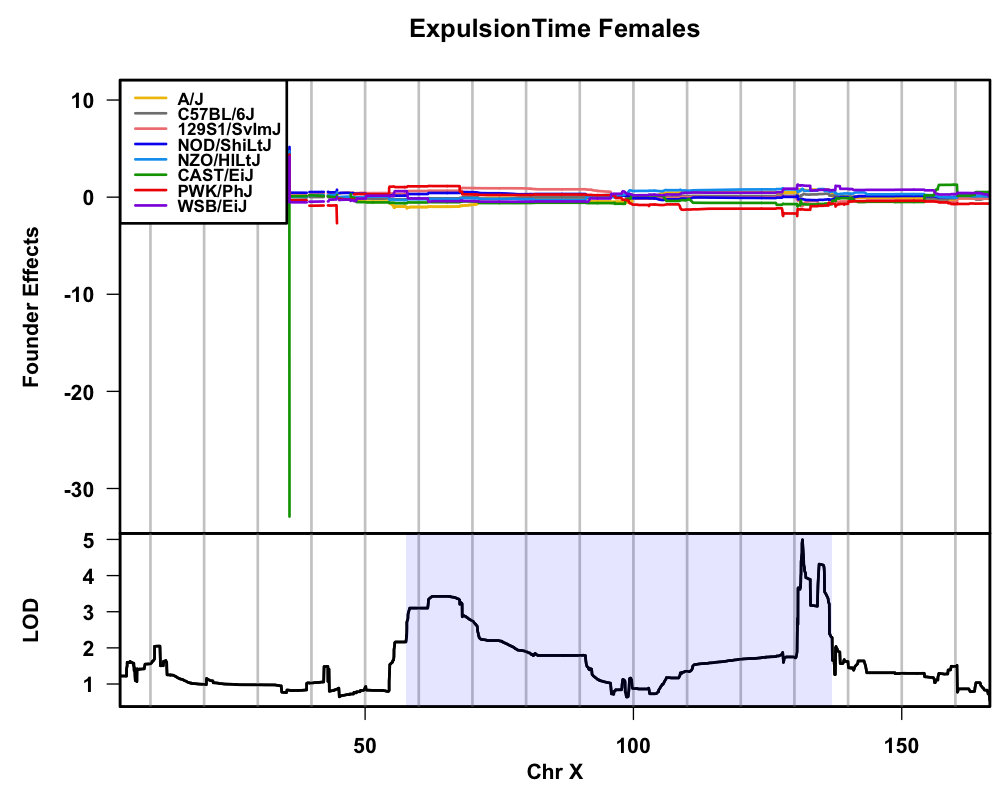 ExpulsionTime Females
Founder Effects
10
0
-10
-20
-30
A/J
C57BL/6J
129S1/SvImJ
NOD/ShiLtJ
NZO/HlLtJ
CAST/EiJ
PWK/PhJ
WSB/EiJ
LOD
5
4
3
2
1
50
100
150
Chr X